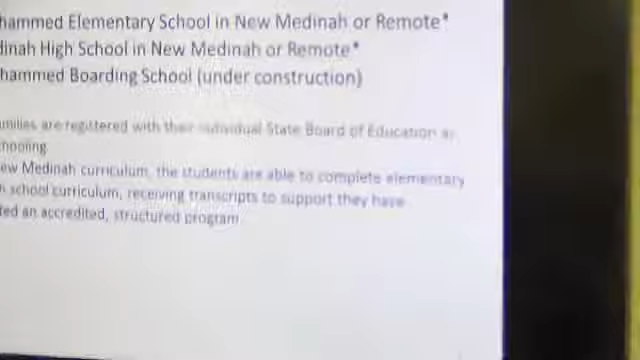 hammed Elementary School in New Medinah or Remote*
dinah High School in New Medinah or Remote*
hammed Boarding School (under construction)
amilies are registered with their individual State Board of Education as
hooling
ew Medinah curriculum, the students are able to complete elementary
h school curriculum, receiving transcripts to support they have
ted an accredited, structured program